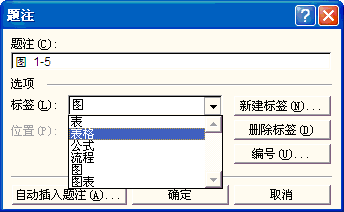 题注
题注(C):
图 1-5
选项
标签(L): 图 新建标签(N)...
表
位置(P): 表格 删除标签(D)
公式
流程 编号(U)...
图
图表
自动插入题注(A)... 确定 取消